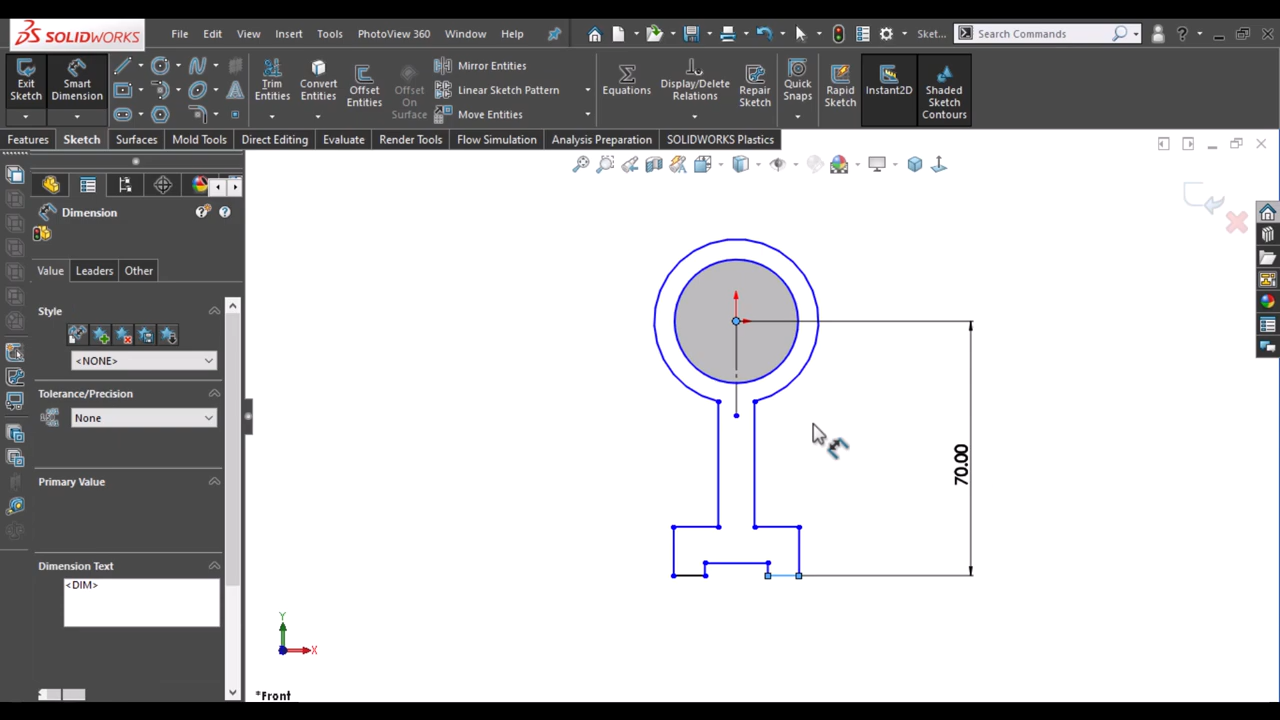 SOLIDWORKS File Edit View Insert Tools PhotoView 360 Window Help Sket... Search Commands
Exit Sketch
Smart Dimension
Trim Entities
Convert Entities
Offset Entities
Offset On Surface
Mirror Entities
Linear Sketch Pattern
Move Entities
Equations
Display/Delete Relations
Repair Sketch
Quick Snaps
Rapid Sketch
Instant2D
Shaded Sketch Contours
Features Sketch Surfaces Mold Tools Direct Editing Evaluate Render Tools Flow Simulation Analysis Preparation SOLIDWORKS Plastics
Dimension
Value Leaders Other
Style
<NONE>
Tolerance/Precision
None
Primary Value
Dimension Text
<DIM>
70.00
Y
X
*Front